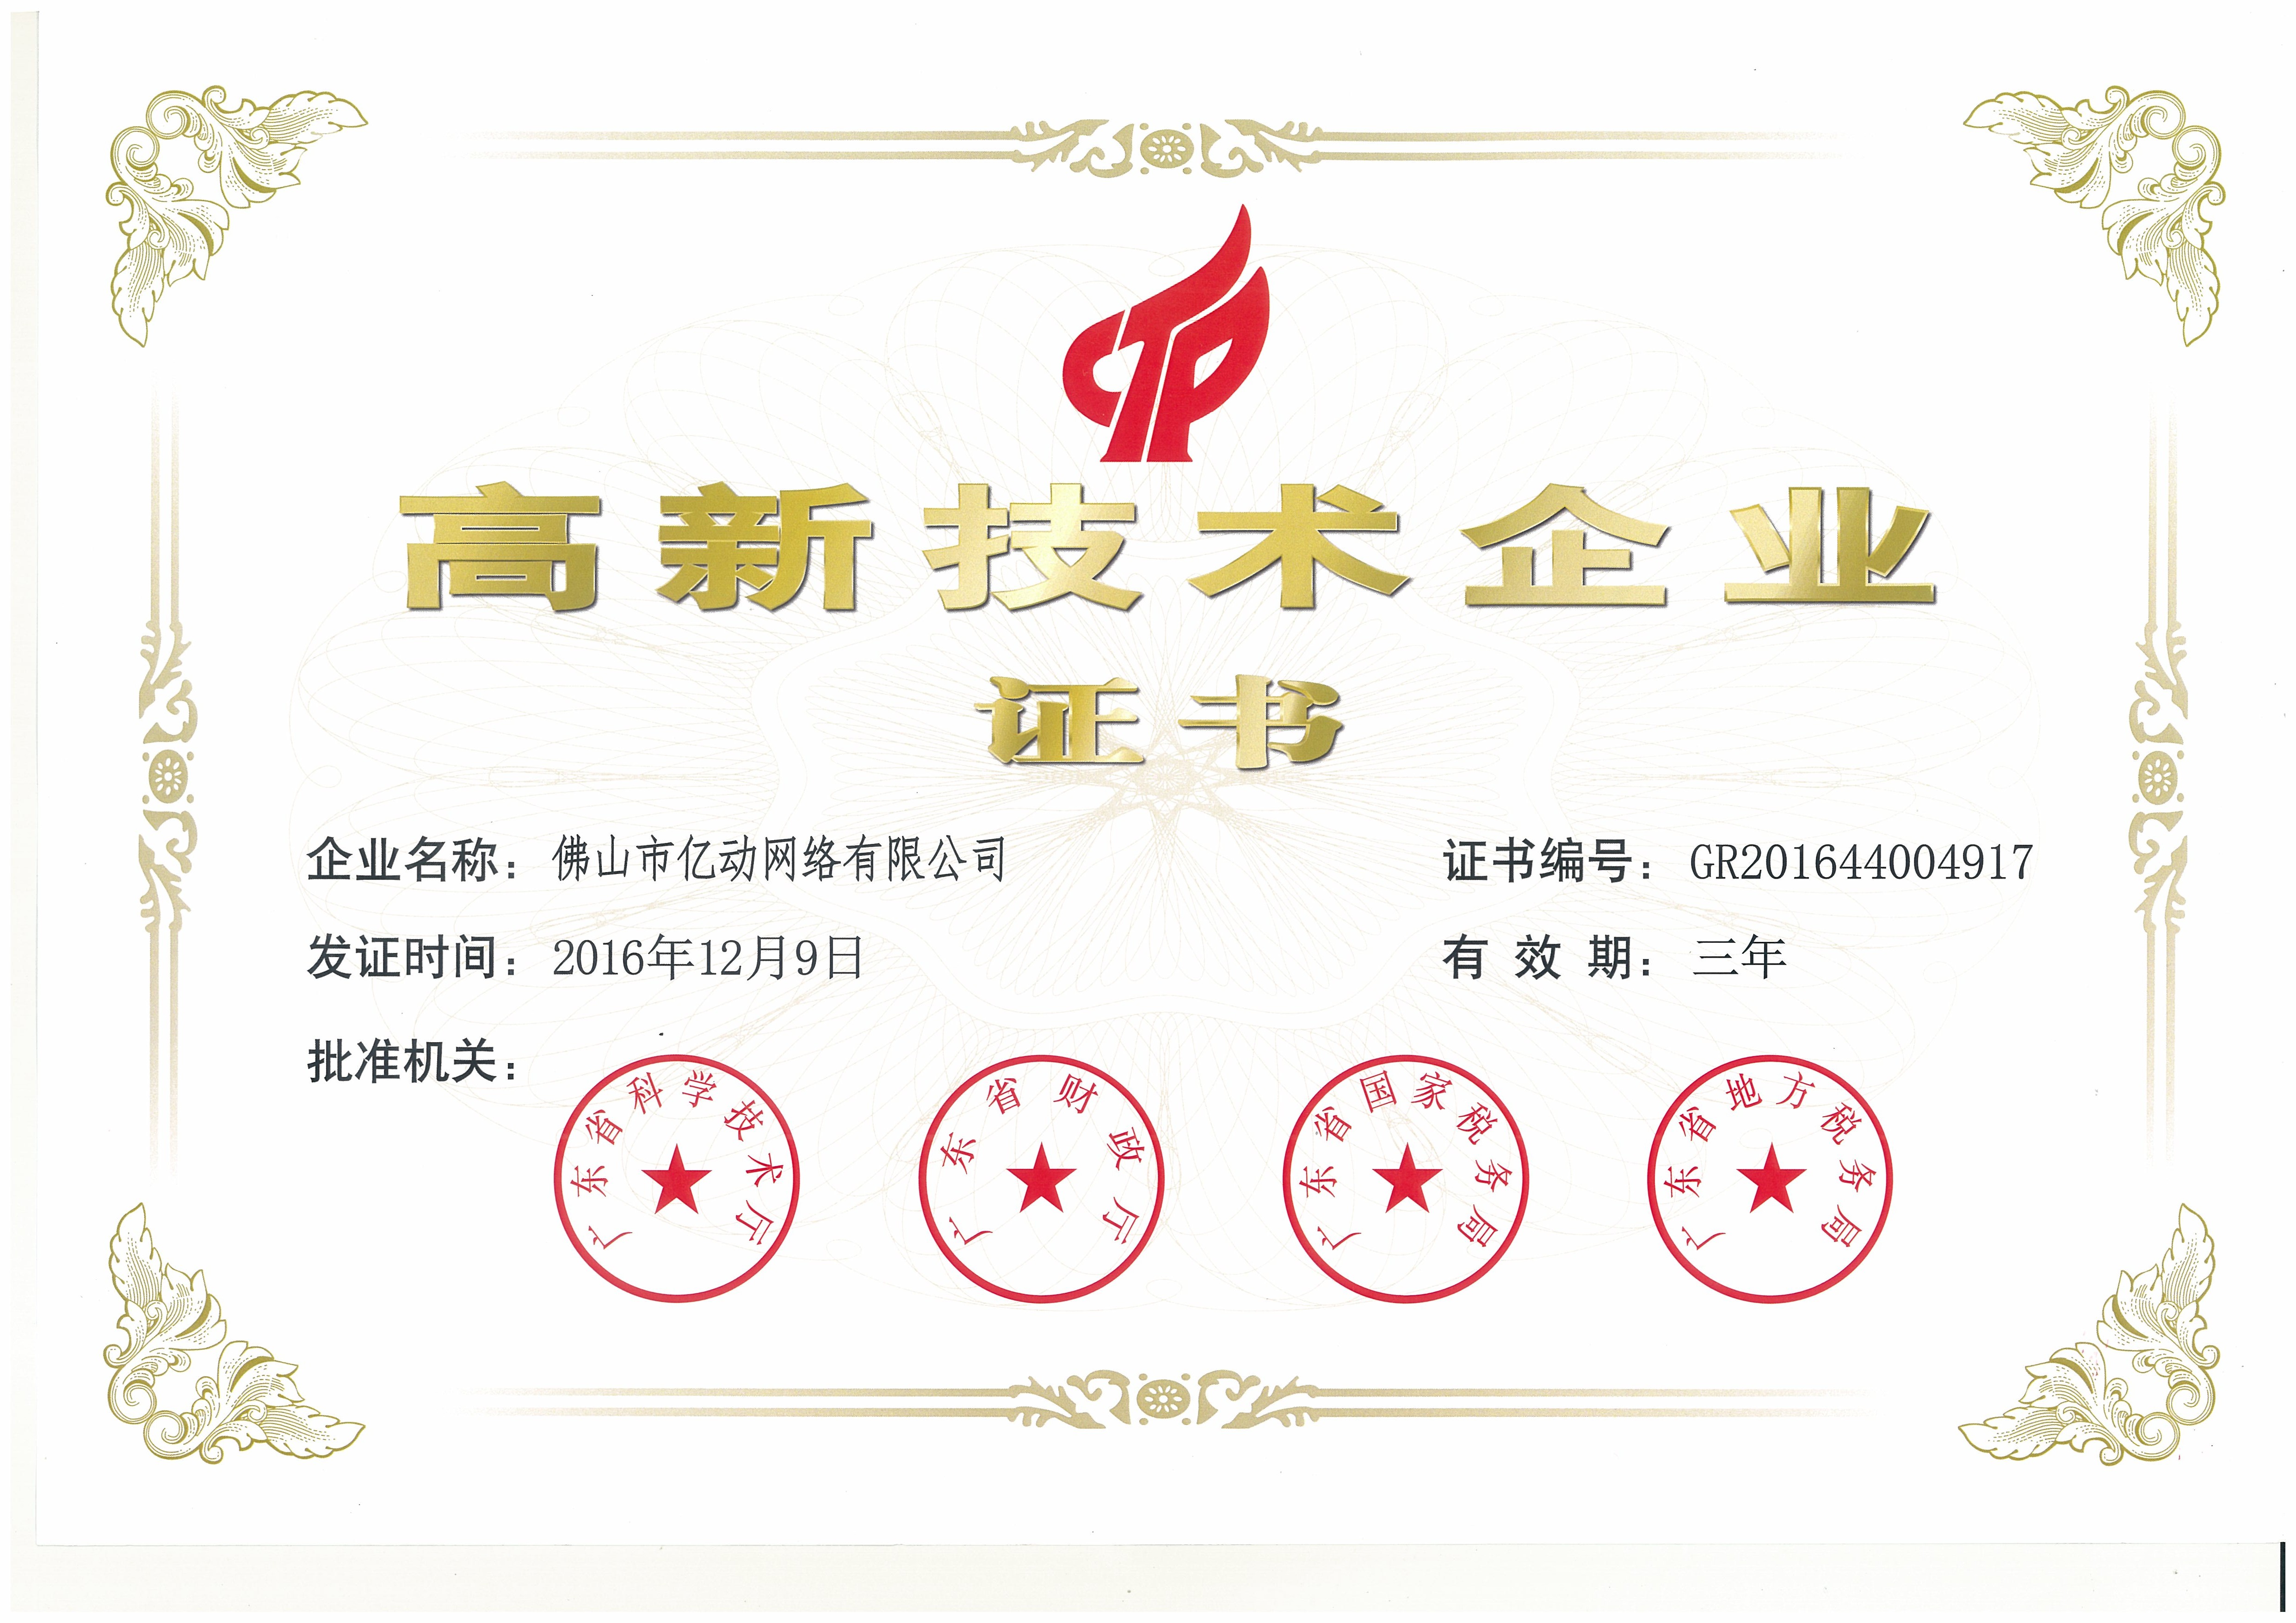 高新技术企业
证书
企业名称：佛山市亿动网络有限公司
证书编号：GR201644004917
发证时间：2016年12月9日
有效期：三年
批准机关：
广东省科学技术厅
广东省财政厅
广东省国家税务局
广东省地方税务局